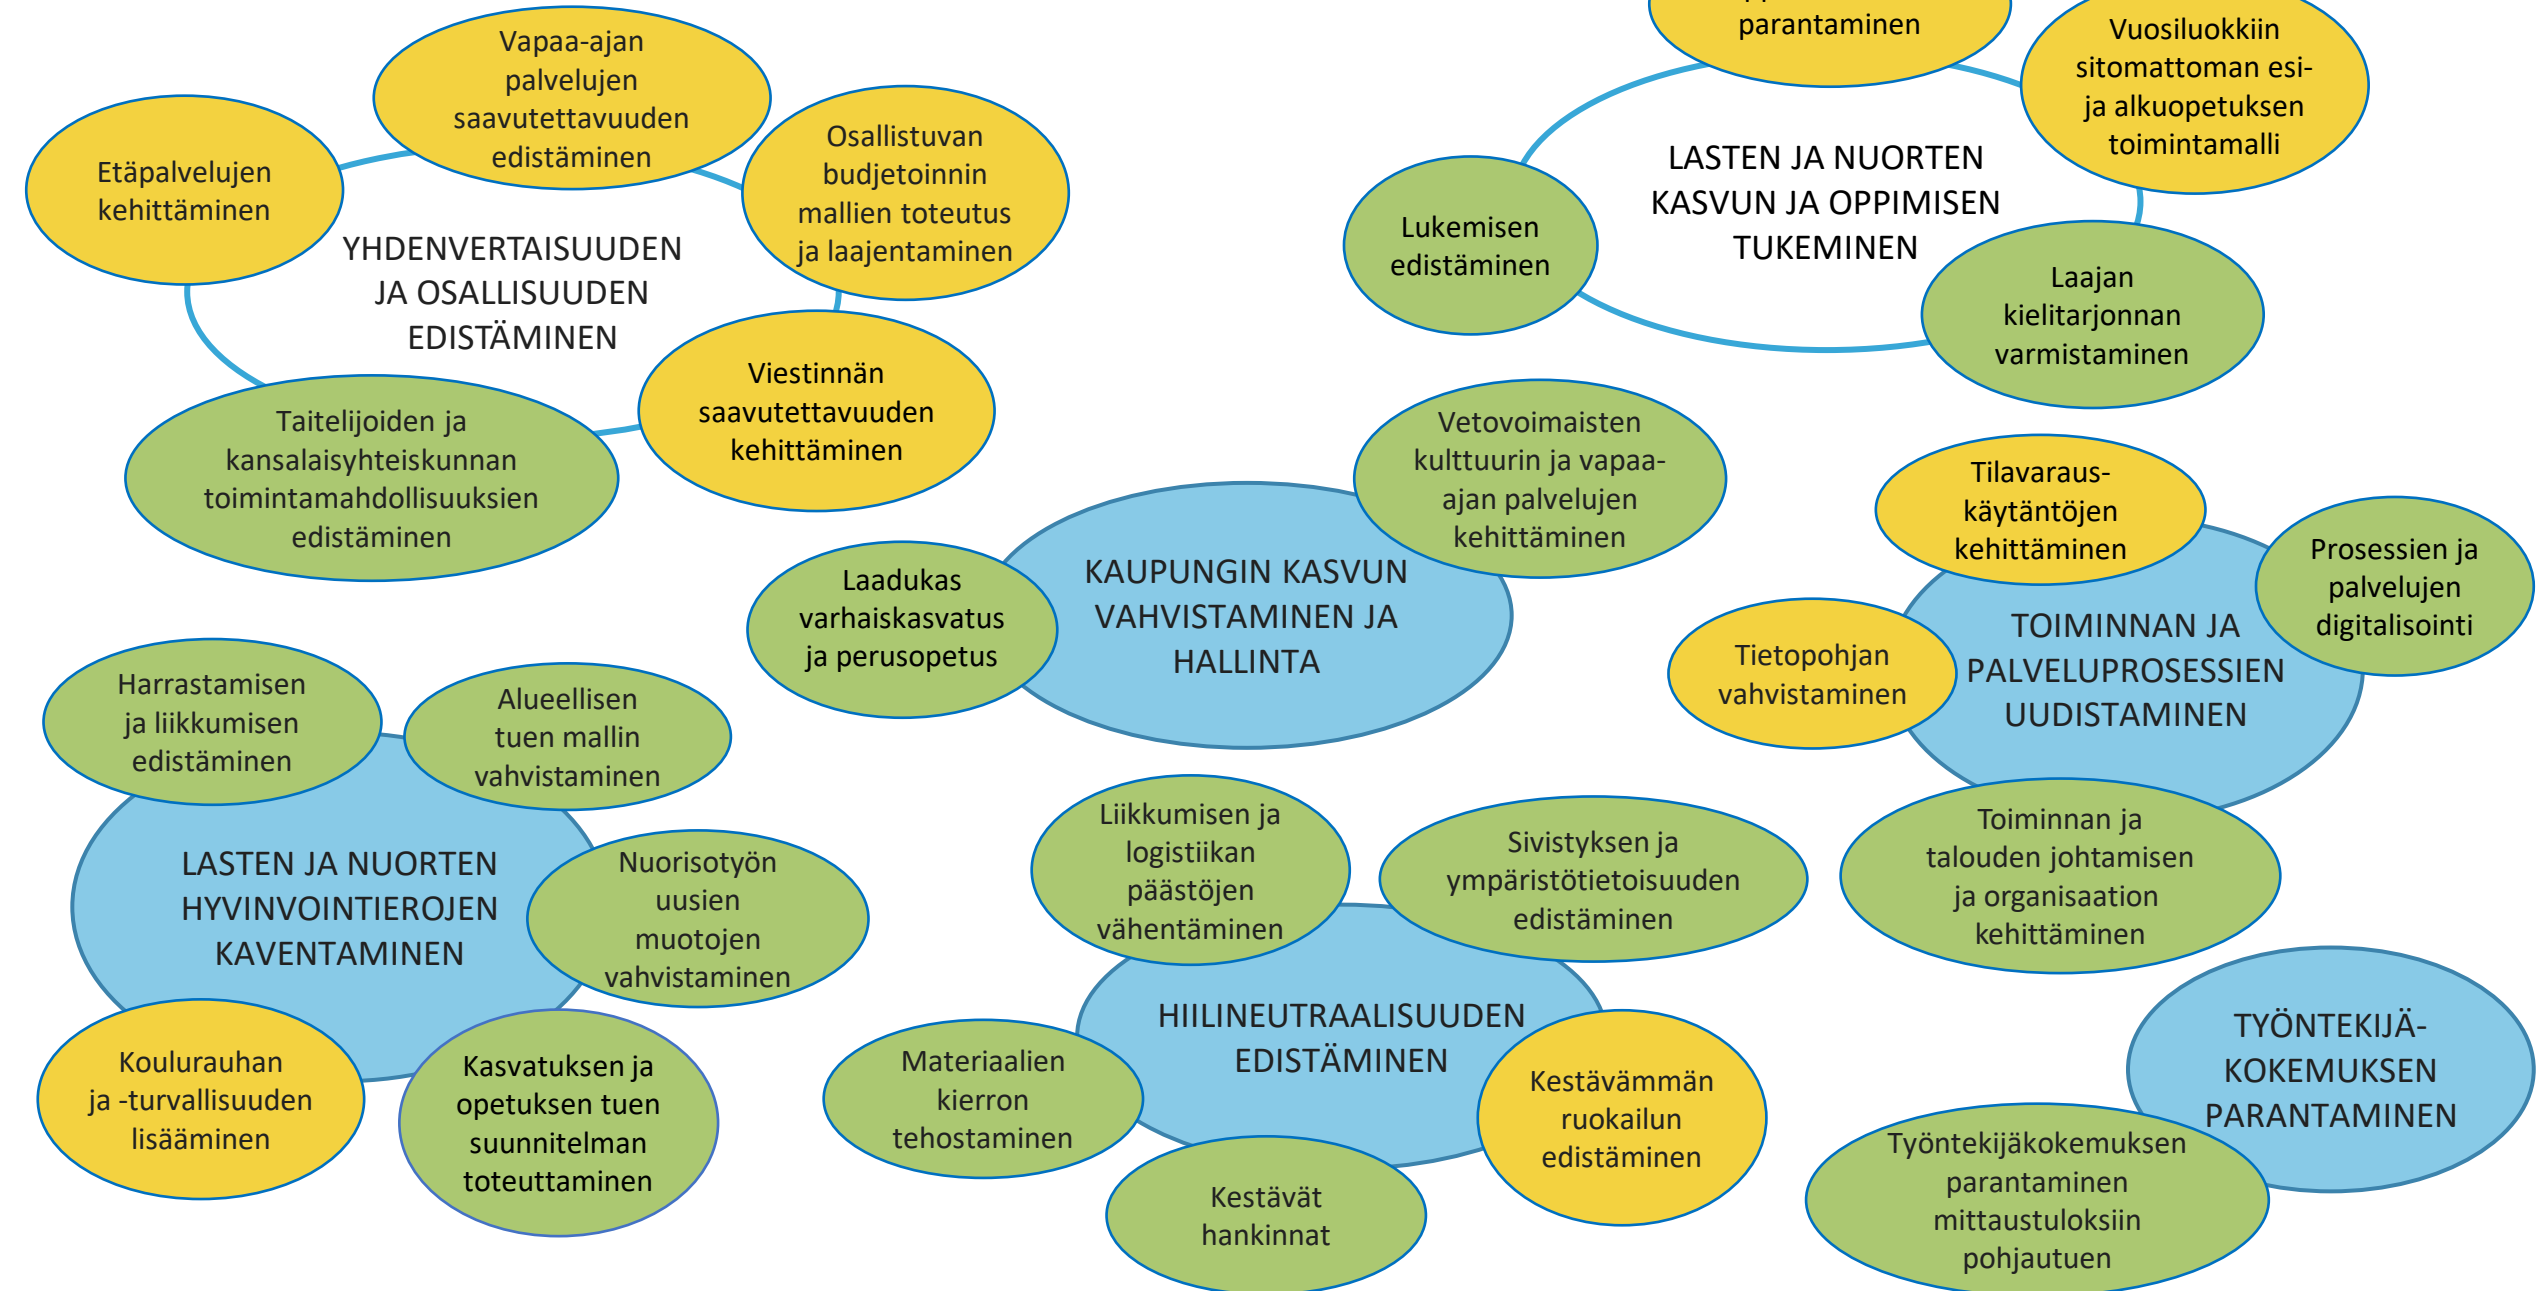 Vapaa-ajan
palvelujen
saavutettavuuden
edistäminen
Etäpalvelujen
kehittäminen
Osallistuvan
budjetoinnin
mallien toteutus
ja laajentaminen
YHDENVERTAISUUDEN
JA OSALLISUUDEN
EDISTÄMINEN
Viestinnän
saavutettavuuden
kehittäminen
Taitelijoiden ja
kansalaisyhteiskunnan
toimintamahdollisuuksien
edistäminen
parantaminen
Vuosiluokkiin
sitomattoman esi-
ja alkuopetuksen
toimintamalli
LASTEN JA NUORTEN
KASVUN JA OPPIMISEN
TUKEMINEN
Lukemisen
edistäminen
Laajan
kielitarjonnan
varmistaminen
Vetovoimaisten
kulttuurin ja vapaa-
ajan palvelujen
kehittäminen
KAUPUNGIN KASVUN
VAHVISTAMINEN JA
HALLINTA
Laadukas
varhaiskasvatus
ja perusopetus
Tilavaraus-
käytäntöjen
kehittäminen
Prosessien ja
palvelujen
digitalisointi
TOIMINNAN JA
PALVELUPROSESSIEN
UUDISTAMINEN
Tietopohjan
vahvistaminen
Toiminnan ja
talouden johtamisen
ja organisaation
kehittäminen
Harrastamisen
ja liikkumisen
edistäminen
Alueellisen
tuen mallin
vahvistaminen
LASTEN JA NUORTEN
HYVINVOINTIEROJEN
KAVENTAMINEN
Nuorisotyön
uusien
muotojen
vahvistaminen
Koulurauhan
ja -turvallisuuden
lisääminen
Kasvatuksen ja
opetuksen tuen
suunnitelman
toteuttaminen
Liikkumisen ja
logistiikan
päästöjen
vähentäminen
Sivistyksen ja
ympäristötietoisuuden
edistäminen
HIILINEUTRAALISUUDEN
EDISTÄMINEN
Materiaalien
kierron
tehostaminen
Kestävämmän
ruokailun
edistäminen
Kestävät
hankinnat
TYÖNTEKIJÄ-
KOKEMUKSEN
PARANTAMINEN
Työntekijäkokemuksen
parantaminen
mittaustuloksiin
pohjautuen